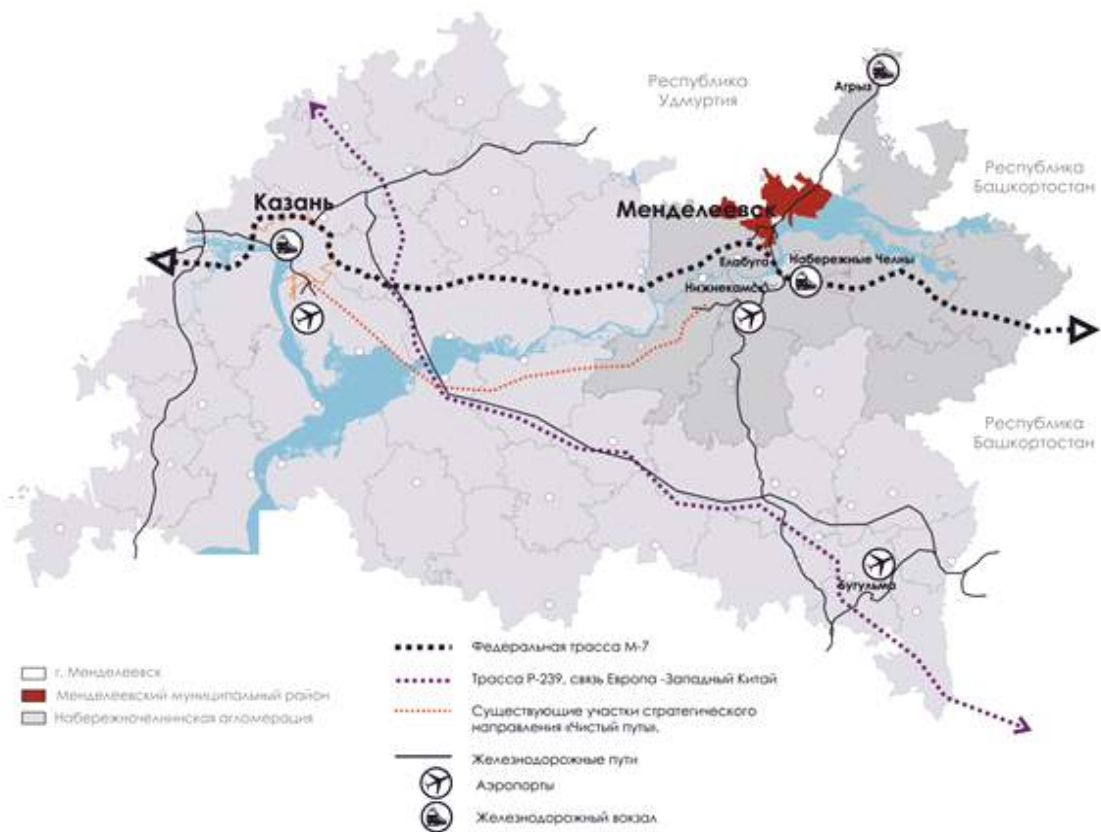 Республика
Удмуртия
Агрыз
Республика
Башкортостан
Казань
Менделеевск
Елабуга
Набережные Челны
Нижнекамск
Республика
Башкортостан
Бугульма
г. Менделеевск
Менделеевский муниципальный район
Набережночелнинская агломерация
Федеральная трасса М-7
Трасса Р-239, связь Европа -Западный Китай
Существующие участки стратегического
направления «Чистый путь».
Железнодорожные пути
Аэропорты
Железнодорожный вокзал